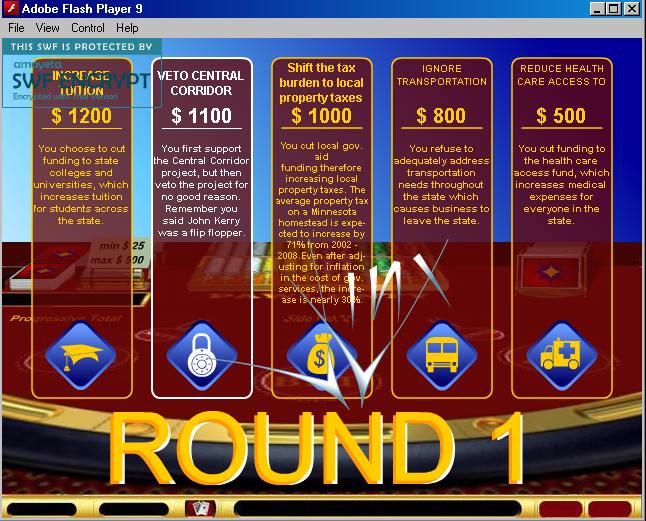 Adobe Flash Player 9
File View Control Help
THIS SWF IS PROTECTED BY
amayeta
SWF ENCRYPT
Encrypted with Trial Version
INCREASE
TUITION
$ 1200
You choose to cut
funding to state
colleges and
universities, which
increases tuition
for students across
the state.
VETO CENTRAL
CORRIDOR
$ 1100
You first support
the Central Corridor
project, but then
veto the project for
no good reason.
Remember you
said John Kerry
was a flip flopper.
Shift the tax
burden to local
property taxes
$ 1000
You cut local gov.
aid
funding therefore
increasing local
property taxes. The
average property tax
on a Minnesota
homestead is expe-
cted to increase by
71% from 2002 -
2008.Even after adj-
usting for inflation
in the cost of gov.
services, the incre-
ase is nearly 30%.
IGNORE
TRANSPORTATION
$ 800
You refuse to
adequately address
transportation
needs throughout
the state which
causes business to
leave the state.
REDUCE HEALTH
CARE ACCESS TO
$ 500
You cut funding to
the health care
access fund, which
increases medical
expenses for
everyone in the
state.
min $ 25
max $ 500
Progressive Total
Side
ROUND 1